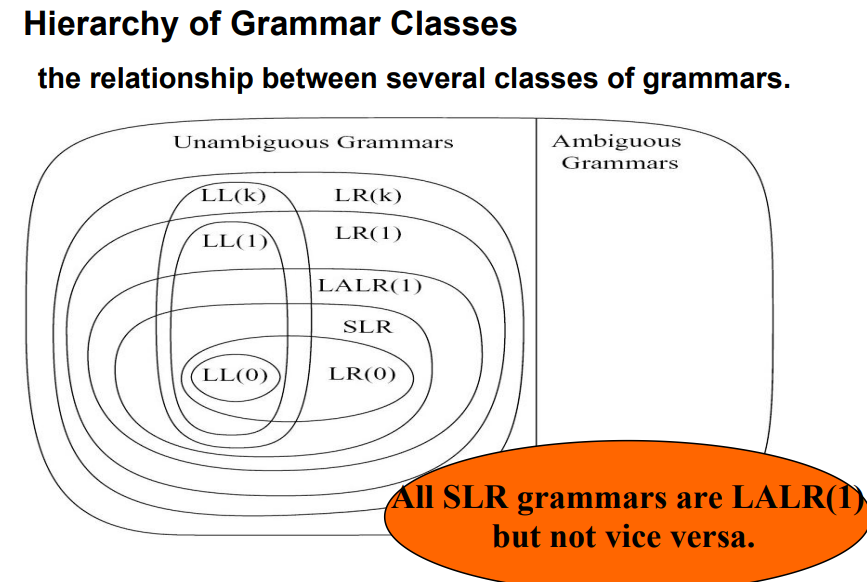 Hierarchy of Grammar Classes
the relationship between several classes of grammars.
Unambiguous Grammars
Ambiguous
Grammars
LL(k)
LR(k)
LL(1)
LR(1)
LALR(1)
SLR
LL(0)
LR(0)
All SLR grammars are LALR(1)
but not vice versa.